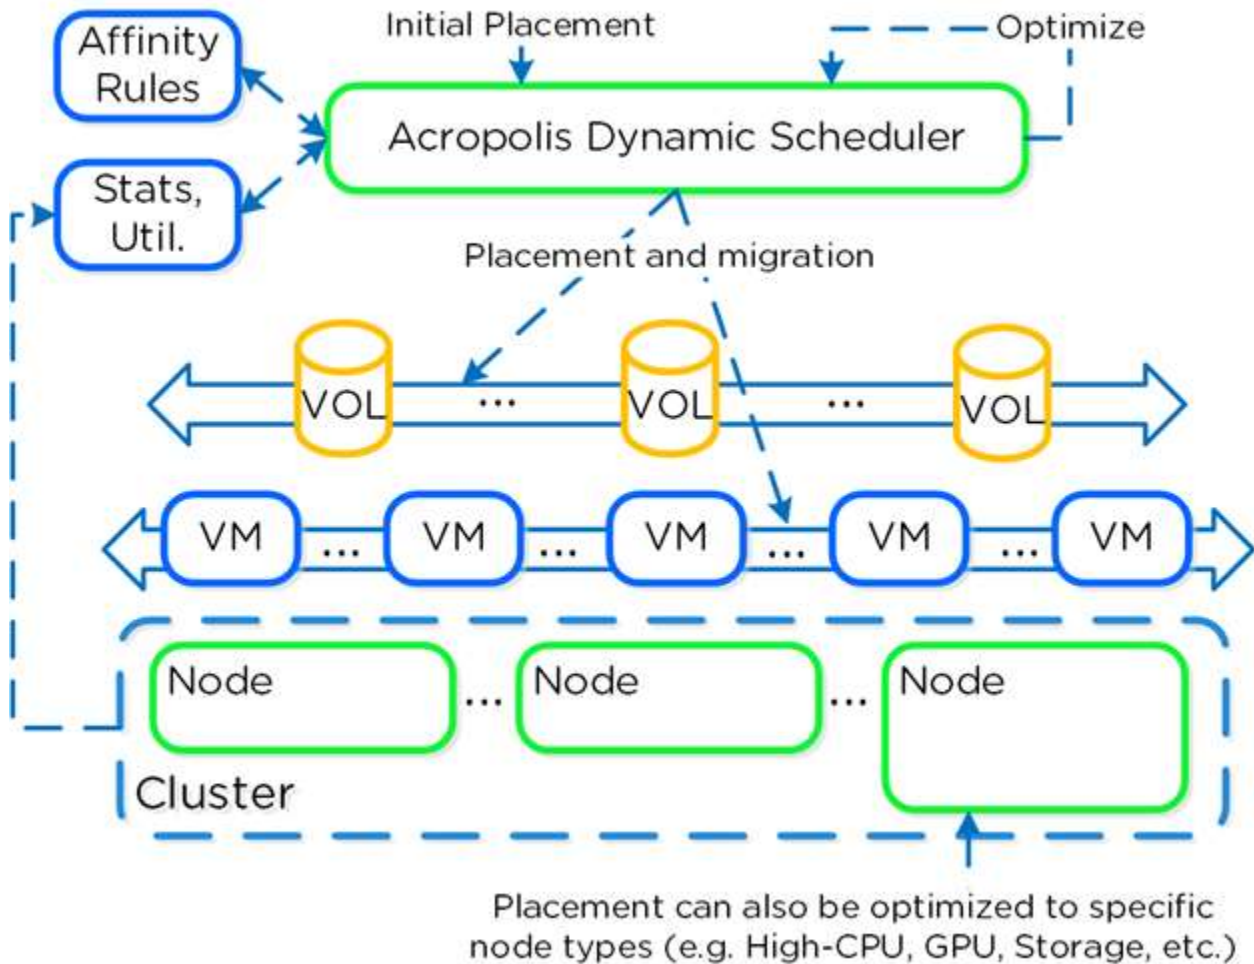 Affinity
Rules
Initial Placement
Optimize
Acropolis Dynamic Scheduler
Stats,
Util.
Placement and migration
VOL
...
VOL
...
VOL
VM
...
VM
...
VM
...
VM
...
VM
Node
...
Node
...
Node
Cluster
Placement can also be optimized to specific
node types (e.g. High-CPU, GPU, Storage, etc.)